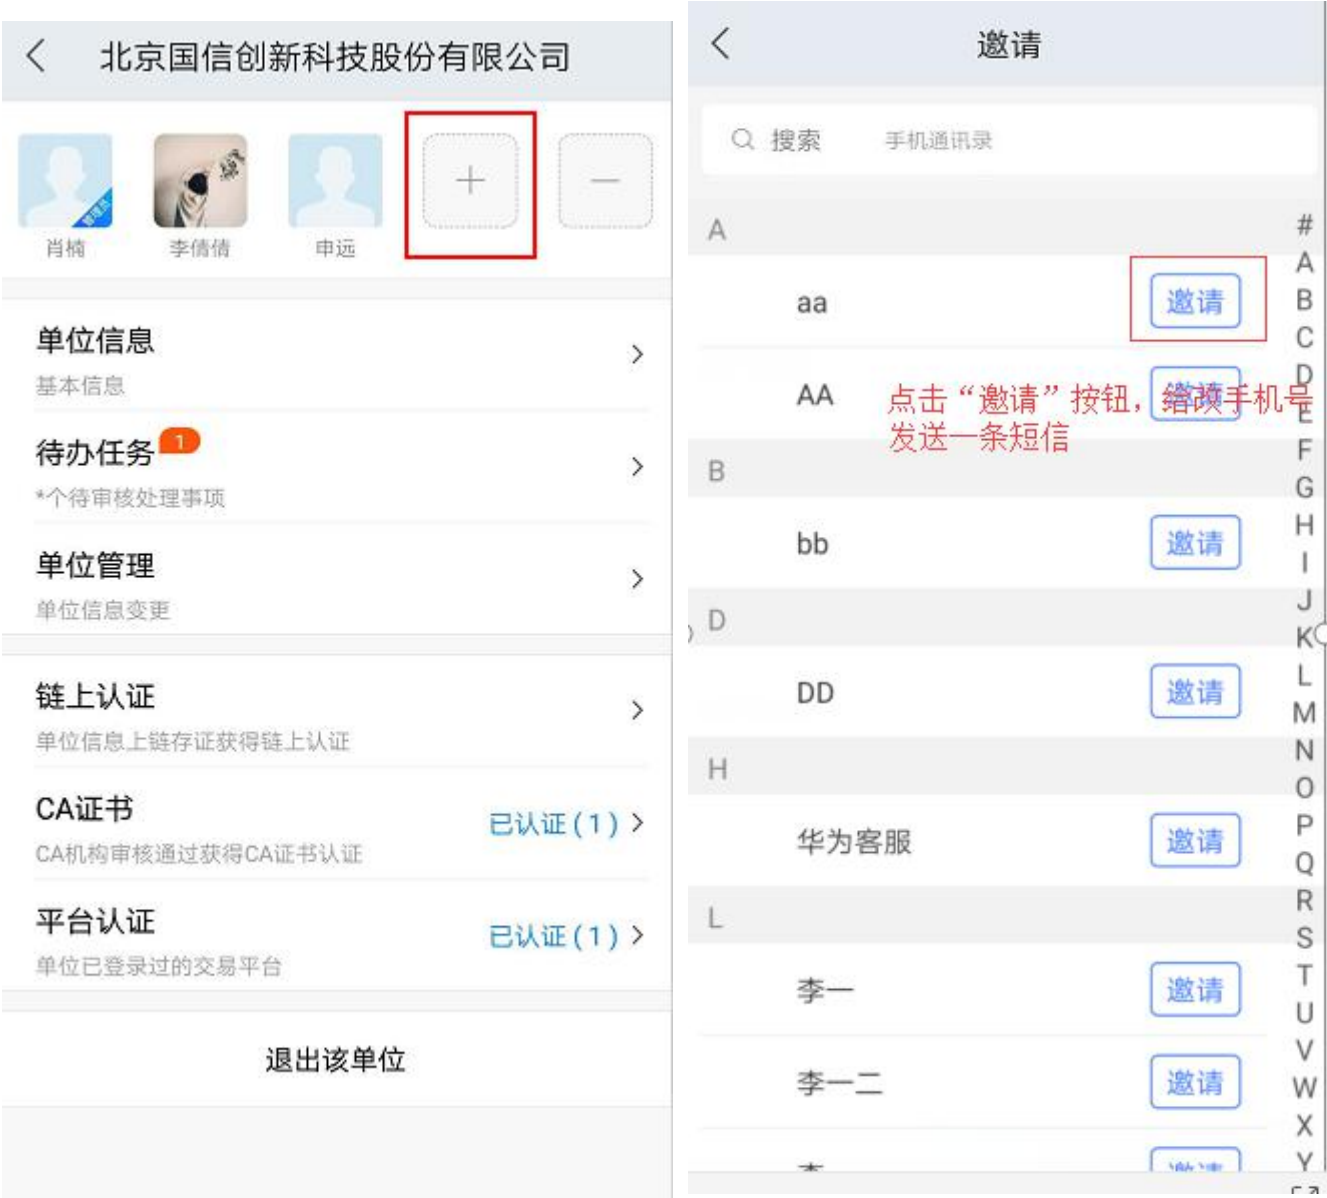 北京国信创新科技股份有限公司
管理员
肖楠
李倩倩
申远
单位信息
基本信息
待办任务
1
*个待审核处理事项
单位管理
单位信息变更
链上认证
单位信息上链存证获得链上认证
CA证书
已认证(1)
CA机构审核通过获得CA证书认证
平台认证
已认证(1)
单位已登录过的交易平台
退出该单位
邀请
搜索 手机通讯录
A
aa 邀请
AA 邀请
点击“邀请”按钮，给改手机号
发送一条短信
B
bb 邀请
D
DD 邀请
H
华为客服 邀请
L
李一 邀请
李一二 邀请
#
A
B
C
D
E
F
G
H
I
J
K
L
M
N
O
P
Q
R
S
T
U
V
W
X
Y